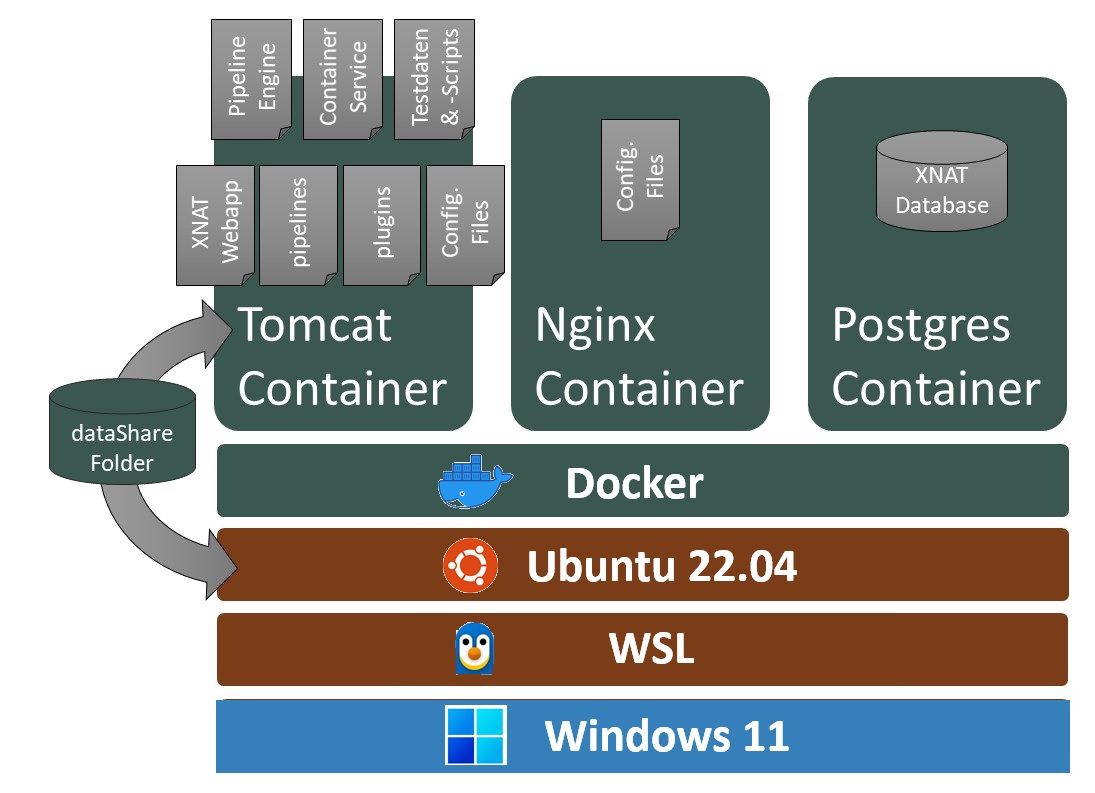 Pipeline
Engine
Container
Service
Testdaten
& -Scripts
XNAT
Webapp
pipelines
plugins
Config.
Files
Tomcat
Container
Config.
Files
Nginx
Container
XNAT
Database
Postgres
Container
dataShare
Folder
Docker
Ubuntu 22.04
WSL
Windows 11